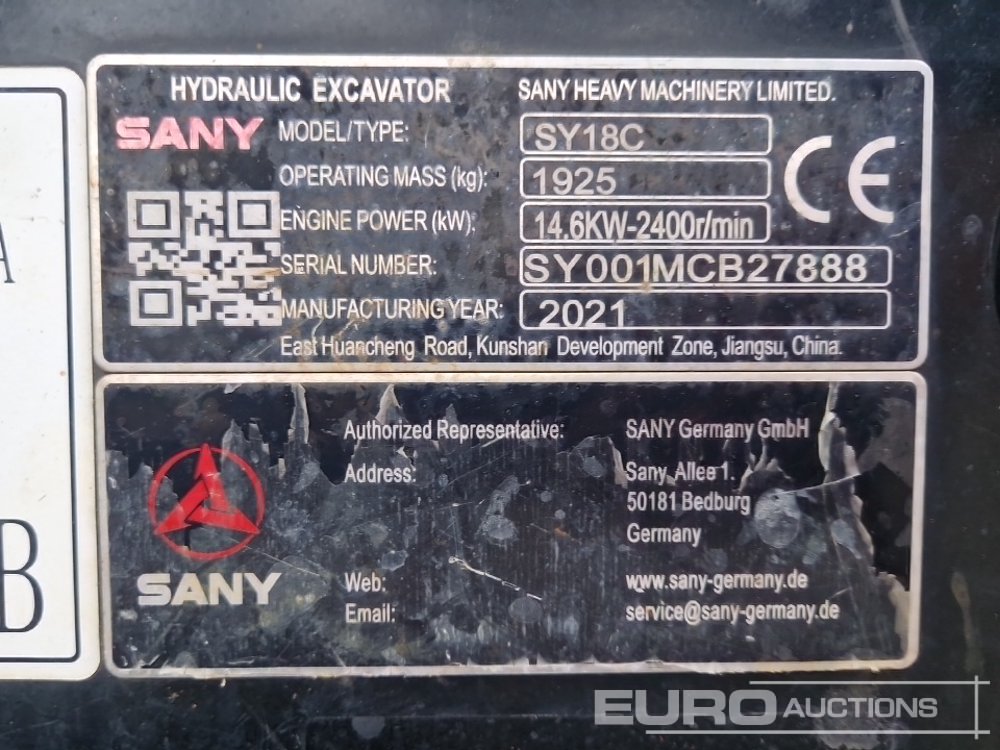 HYDRAULIC EXCAVATOR
SANY HEAVY MACHINERY LIMITED.
SANY
MODEL/TYPE: SY18C
OPERATING MASS (kg): 1925
ENGINE POWER (kW): 14.6KW-2400r/min
SERIAL NUMBER: SY001MCB27888
MANUFACTURING YEAR: 2021
East Huancheng Road, Kunshan Development Zone, Jiangsu, China.
CE
A
B
Authorized Representative: SANY Germany GmbH
Address: Sany Allee 1.
50181 Bedburg
Germany
SANY
Web: www.sany-germany.de
Email: service@sany-germany.de
EURO AUCTIONS